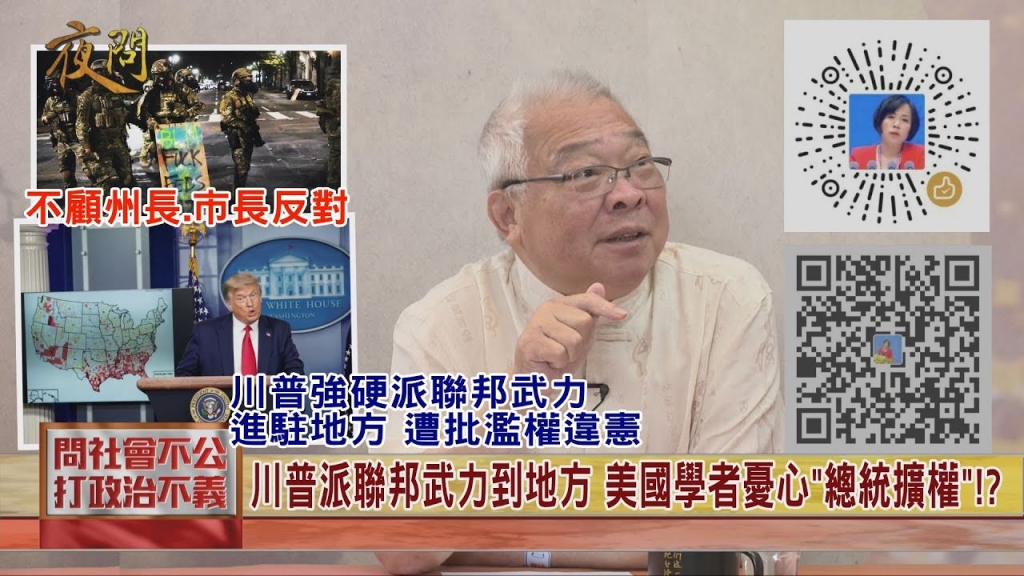 夜問
FUCK
不顧州長.市長反對
THE WHITE HOUSE
WASHINGTON
川普強硬派聯邦武力
進駐地方 遭批濫權違憲
問社會不公
打政治不義
川普派聯邦武力到地方 美國學者憂心"總統擴權"!?